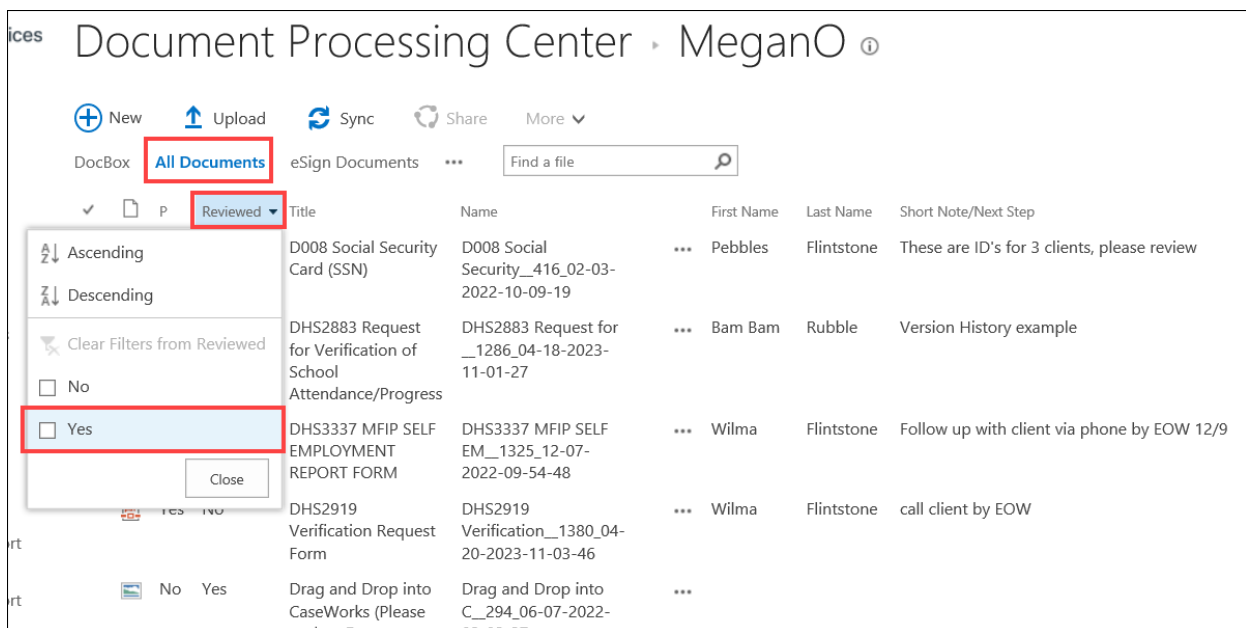 ices
Document Processing Center ▸ MeganO
New Upload Sync Share More
DocBox All Documents eSign Documents ••• Find a file
P Reviewed Title Name First Name Last Name Short Note/Next Step
Ascending
Descending
Clear Filters from Reviewed
No
Yes
Close
D008 Social Security D008 Social ••• Pebbles Flintstone These are ID's for 3 clients, please review
Card (SSN) Security__416_02-03-
2022-10-09-19
DHS2883 Request DHS2883 Request for ••• Bam Bam Rubble Version History example
for Verification of __1286_04-18-2023-
School 11-01-27
Attendance/Progress
DHS3337 MFIP SELF DHS3337 MFIP SELF ••• Wilma Flintstone Follow up with client via phone by EOW 12/9
EMPLOYMENT EM__1325_12-07-
REPORT FORM 2022-09-54-48
Yes No DHS2919 DHS2919 ••• Wilma Flintstone call client by EOW
Verification Request Verification__1380_04-
Form 20-2023-11-03-46
ort
No Yes Drag and Drop into Drag and Drop into •••
ort
CaseWorks (Please C__294_06-07-2022-